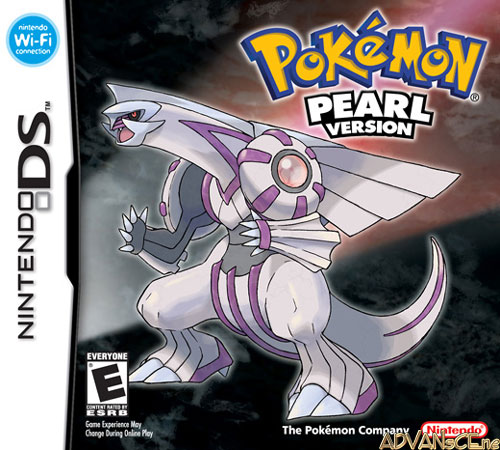 Nintendo
Wi-Fi
connection
NINTENDO DS™
POKéMON®
PEARL
VERSION
EVERYONE
E
CONTENT RATED BY
ESRB
Game Experience May
Change During Online Play
The Pokémon Company
Nintendo
ADVANsCEne